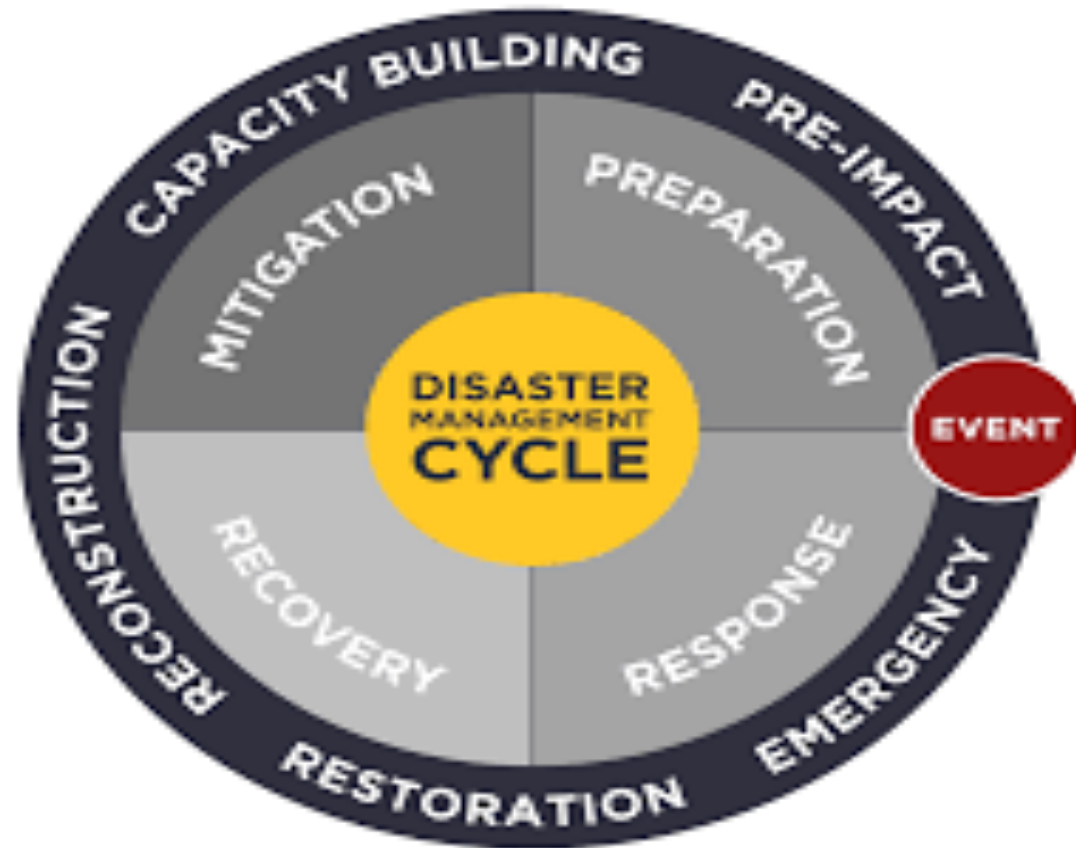 CAPACITY BUILDING
PRE-IMPACT
MITIGATION
PREPARATION
DISASTER
MANAGEMENT
CYCLE
EVENT
RECONSTRUCTION
RECOVERY
RESPONSE
EMERGENCY
RESTORATION